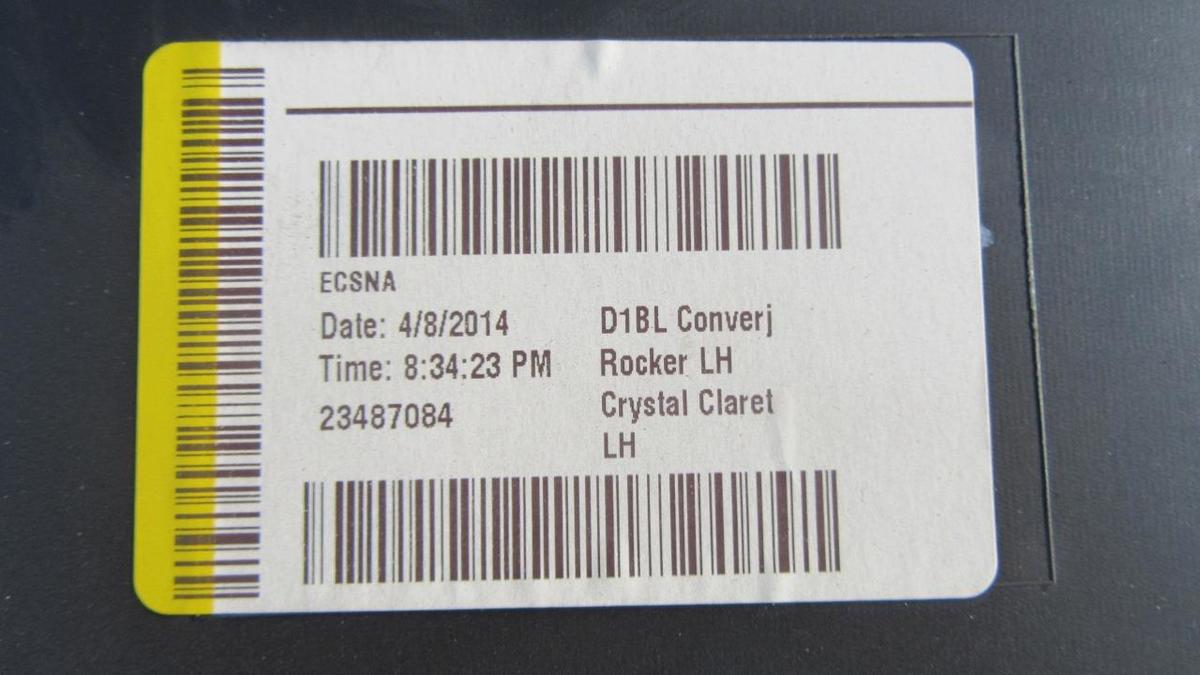 ECSNA
Date: 4/8/2014
Time: 8:34:23 PM
23487084
D1BL Converj
Rocker LH
Crystal Claret
LH